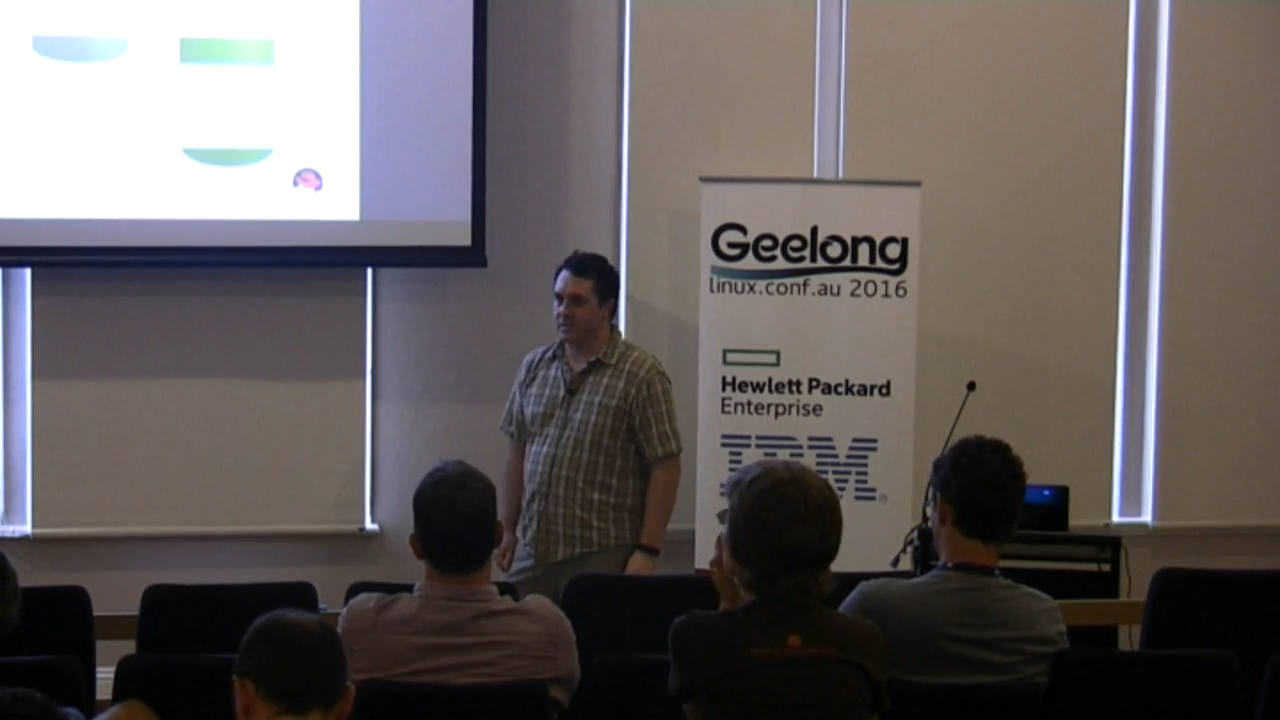 Geelong
linux.conf.au 2016
Hewlett Packard
Enterprise
IBM